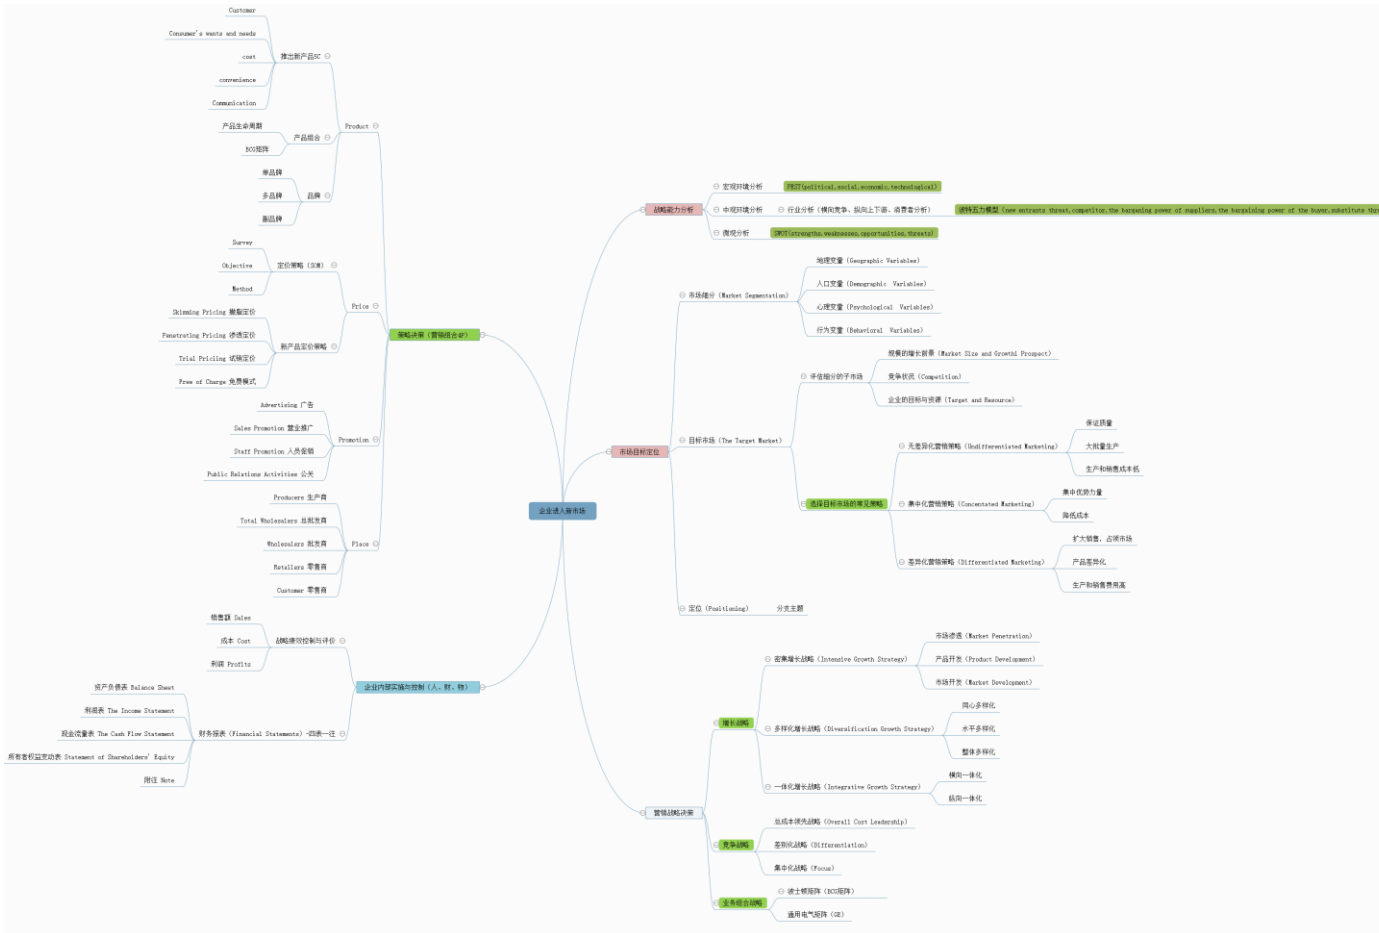 Customer
Consumer's wants and needs
cost
convenience
Communication
推出新产品5C
产品生命周期
BCG矩阵
产品组合
单品牌
多品牌
副品牌
品牌
Product
Survey
Objective
Method
定价策略（SOM）
Skimming Pricing 撇脂定价
Penetrating Pricing 渗透定价
Trial Priciing 试销定价
Free of Charge 免费模式
新产品定价策略
Price
Advertising 广告
Sales Promotion 营业推广
Staff Promotion 人员促销
Public Relations Activities 公关
Promotion
Producers 生产商
Total Wholesalers 总批发商
Wholesalers 批发商
Retellers 零售商
Customer 零售商
Place
策略决策（营销组合4P）
销售额 Sales
成本 Cost
利润 Profits
战略绩效控制与评价
资产负债表 Balance Sheet
利润表 The Income Statement
现金流量表 The Cash Flow Statement
所有者权益变动表 Statement of Shareholders' Equity
附注 Note
财务报表（Financial Statements）-四表一注
企业内部实施与控制（人、财、物）
企业进入新市场
战略能力分析
宏观环境分析
PEST(political,social,economic,technological)
中观环境分析
行业分析（横向竞争、纵向上下游、消费者分析）
波特五力模型（new entrants threat,competitor,the bargaining power of suppliers,the bargaining power of the buyer,substitute
微观分析
SWOT(strengths,weaknesses,opportunities,threats)
市场目标定位
市场细分（Market Segmentation）
地理变量（Geographic Variables）
人口变量（Demographic Variables）
心理变量（Psychological Variables）
行为变量（Behavioral Variables）
目标市场（The Target Market）
评估细分的子市场
规模的增长前景（Market Size and Growthl Prospect）
竞争状况（Competition）
企业的目标与资源（Target and Resource）
选择目标市场的常见策略
无差异化营销策略（Undifferentiated Marketing）
保证质量
大批量生产
生产和销售成本低
集中化营销策略（Concentated Marketing）
集中优势力量
降低成本
差异化营销策略（Differentiated Marketing）
扩大销售、占领市场
产品差异化
生产和销售费用高
定位（Positioning）
分支主题
营销战略决策
增长战略
密集增长战略（Intensive Growth Strategy）
市场渗透（Market Penetration）
产品开发（Product Development）
市场开发（Market Development）
多样化增长战略（Diversification Growth Strategy）
同心多样化
水平多样化
整体多样化
一体化增长战略（Integrative Growth Strategy）
横向一体化
纵向一体化
竞争战略
总成本领先战略（Overall Cost Leadership）
差别化战略（Differentiation）
集中化战略（Focus）
业务组合战略
波士顿矩阵（BCG矩阵）
通用电气矩阵（GE）